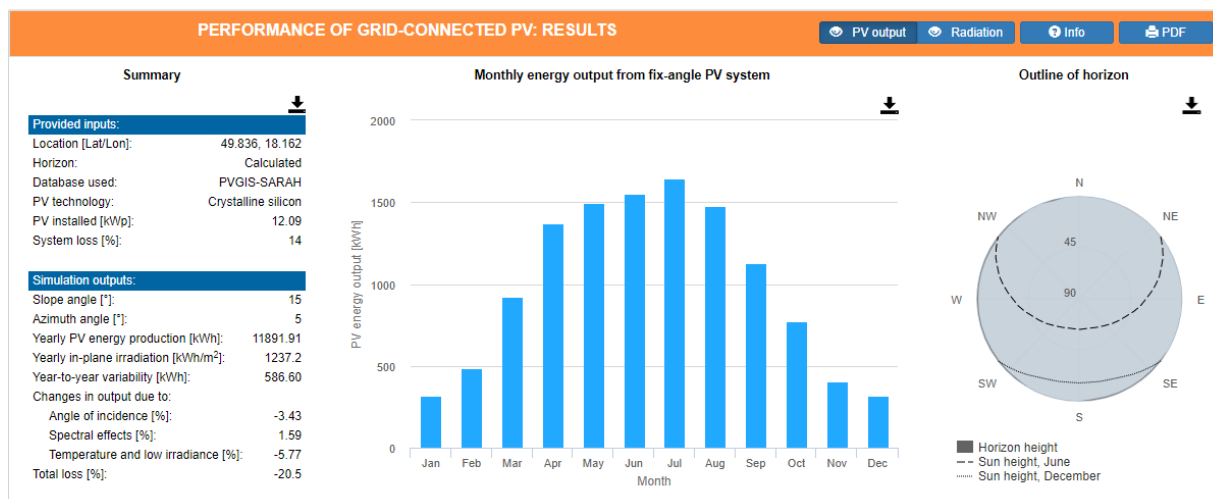 PERFORMANCE OF GRID-CONNECTED PV: RESULTS
PV output
Radiation
Info
PDF
Summary
Provided inputs:
Location [Lat/Lon]: 49.836, 18.162
Horizon: Calculated
Database used: PVGIS-SARAH
PV technology: Crystalline silicon
PV installed [kWp]: 12.09
System loss [%]: 14
Simulation outputs:
Slope angle [°]: 15
Azimuth angle [°]: 5
Yearly PV energy production [kWh]: 11891.91
Yearly in-plane irradiation [kWh/m²]: 1237.2
Year-to-year variability [kWh]: 586.60
Changes in output due to:
Angle of incidence [%]: -3.43
Spectral effects [%]: 1.59
Temperature and low irradiance [%]: -5.77
Total loss [%]: -20.5
Monthly energy output from fix-angle PV system
PV energy output [kWh]
2000
1500
1000
500
0
Jan Feb Mar Apr May Jun Jul Aug Sep Oct Nov Dec
Month
Outline of horizon
N
NW NE
45
W 90 E
SW SE
S
Horizon height
Sun height, June
Sun height, December